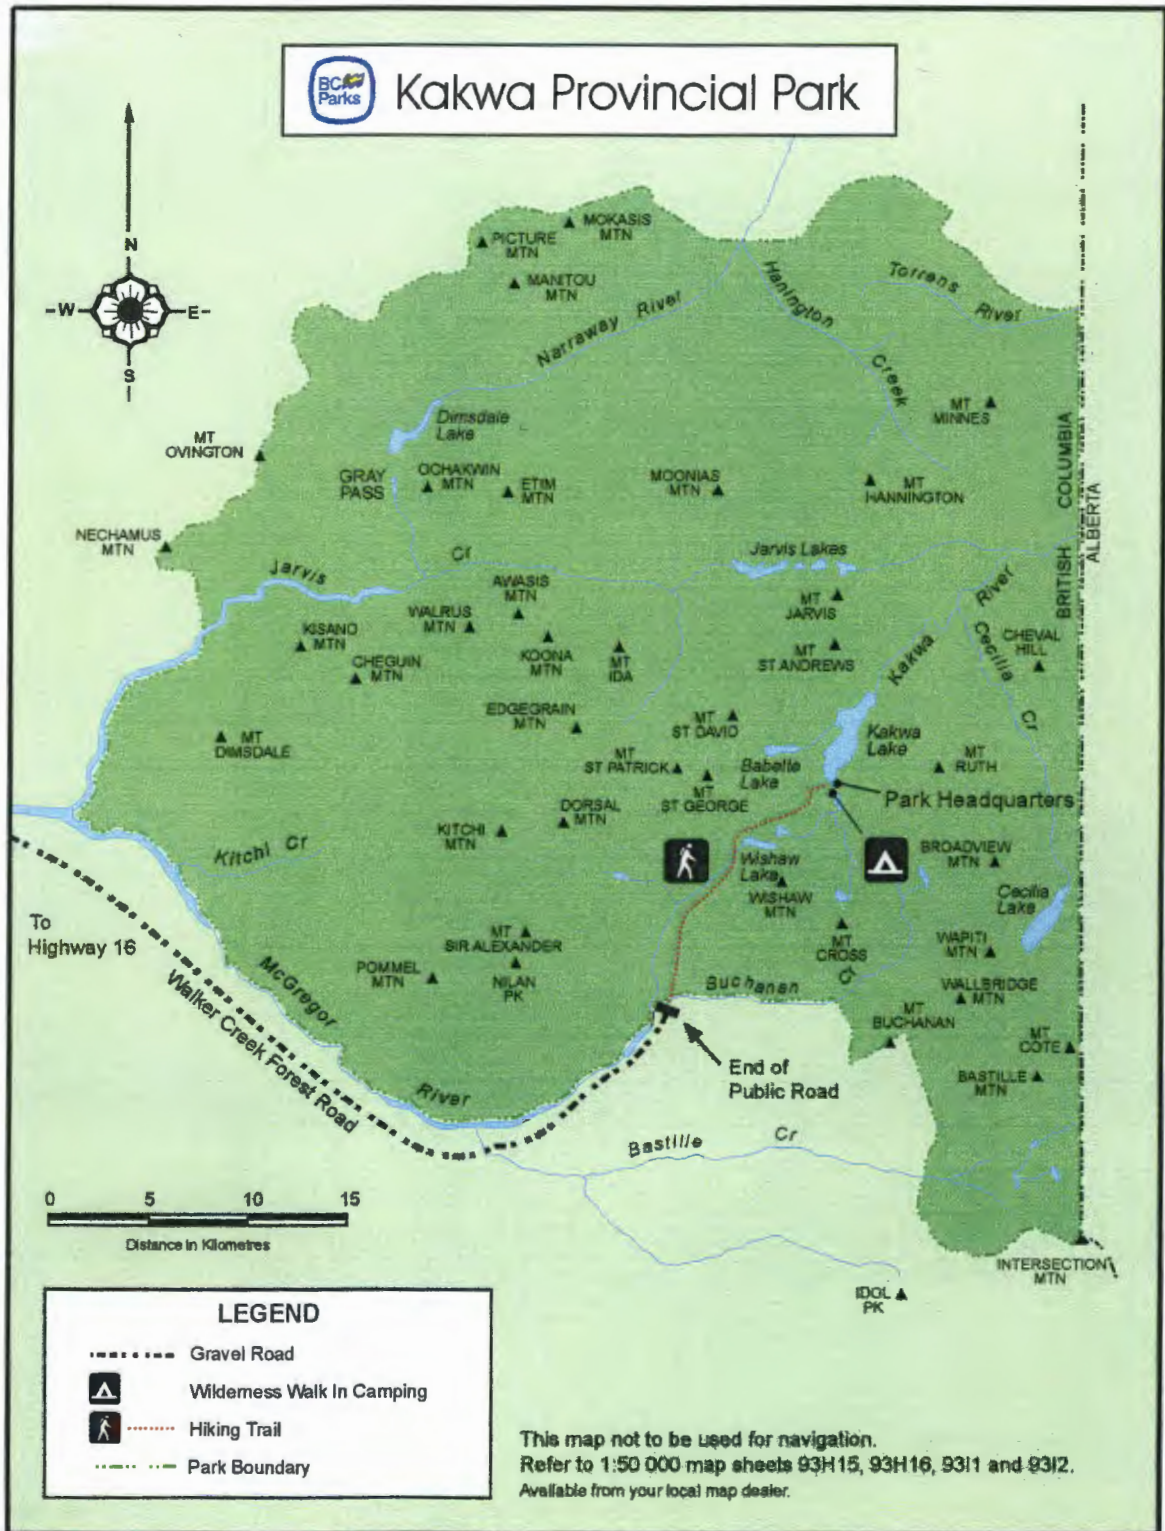 BC
Parks
Kakwa Provincial Park
N
W
E
S
MOKASIS
MTN
PICTURE
MTN
MANITOU
MTN
Narraway River
Hanington
Creek
Torrens
River
MT
MINNES
Dimsdale
Lake
MT
OVINGTON
GRAY
PASS
OCHAKWIN
MTN
ETIM
MTN
MOONIAS
MTN
MT
HANNINGTON
BRITISH COLUMBIA
ALBERTA
NECHAMUS
MTN
Jarvis
Cr
Jarvis Lakes
AWASIS
MTN
WALRUS
MTN
MT
JARVIS
River
KISANO
MTN
CHEGUIN
MTN
KOONA
MTN
MT
IDA
MT
ST ANDREWS
Kakwa
Cecilia
Cr
CHEVAL
HILL
EDGEGRAIN
MTN
MT
ST DAVID
MT
DIMSDALE
MT
ST PATRICK
MT
ST GEORGE
Babette
Lake
Kakwa
Lake
MT
RUTH
Park Headquarters
DORSAL
MTN
KITCHI
MTN
Kitchi Cr
Wishaw
Lake
WISHAW
MTN
BROADVIEW
MTN
Cecilia
Lake
To
Highway 16
MT
SIR ALEXANDER
NILAN
PK
POMMEL
MTN
MT
CROSS
WAPITI
MTN
McGregor
River
Walker Creek Forest Road
Buchanan
Cr
WALLBRIDGE
MTN
MT
BUCHANAN
MT
COTE
BASTILLE
MTN
End of
Public Road
Bastille Cr
0 5 10 15
Distance in Kilometres
INTERSECTION
MTN
IDOL
PK
LEGEND
Gravel Road
Wilderness Walk In Camping
Hiking Trail
Park Boundary
This map not to be used for navigation.
Refer to 1:50 000 map sheets 93H15, 93H16, 93I1 and 93I2.
Available from your local map dealer.